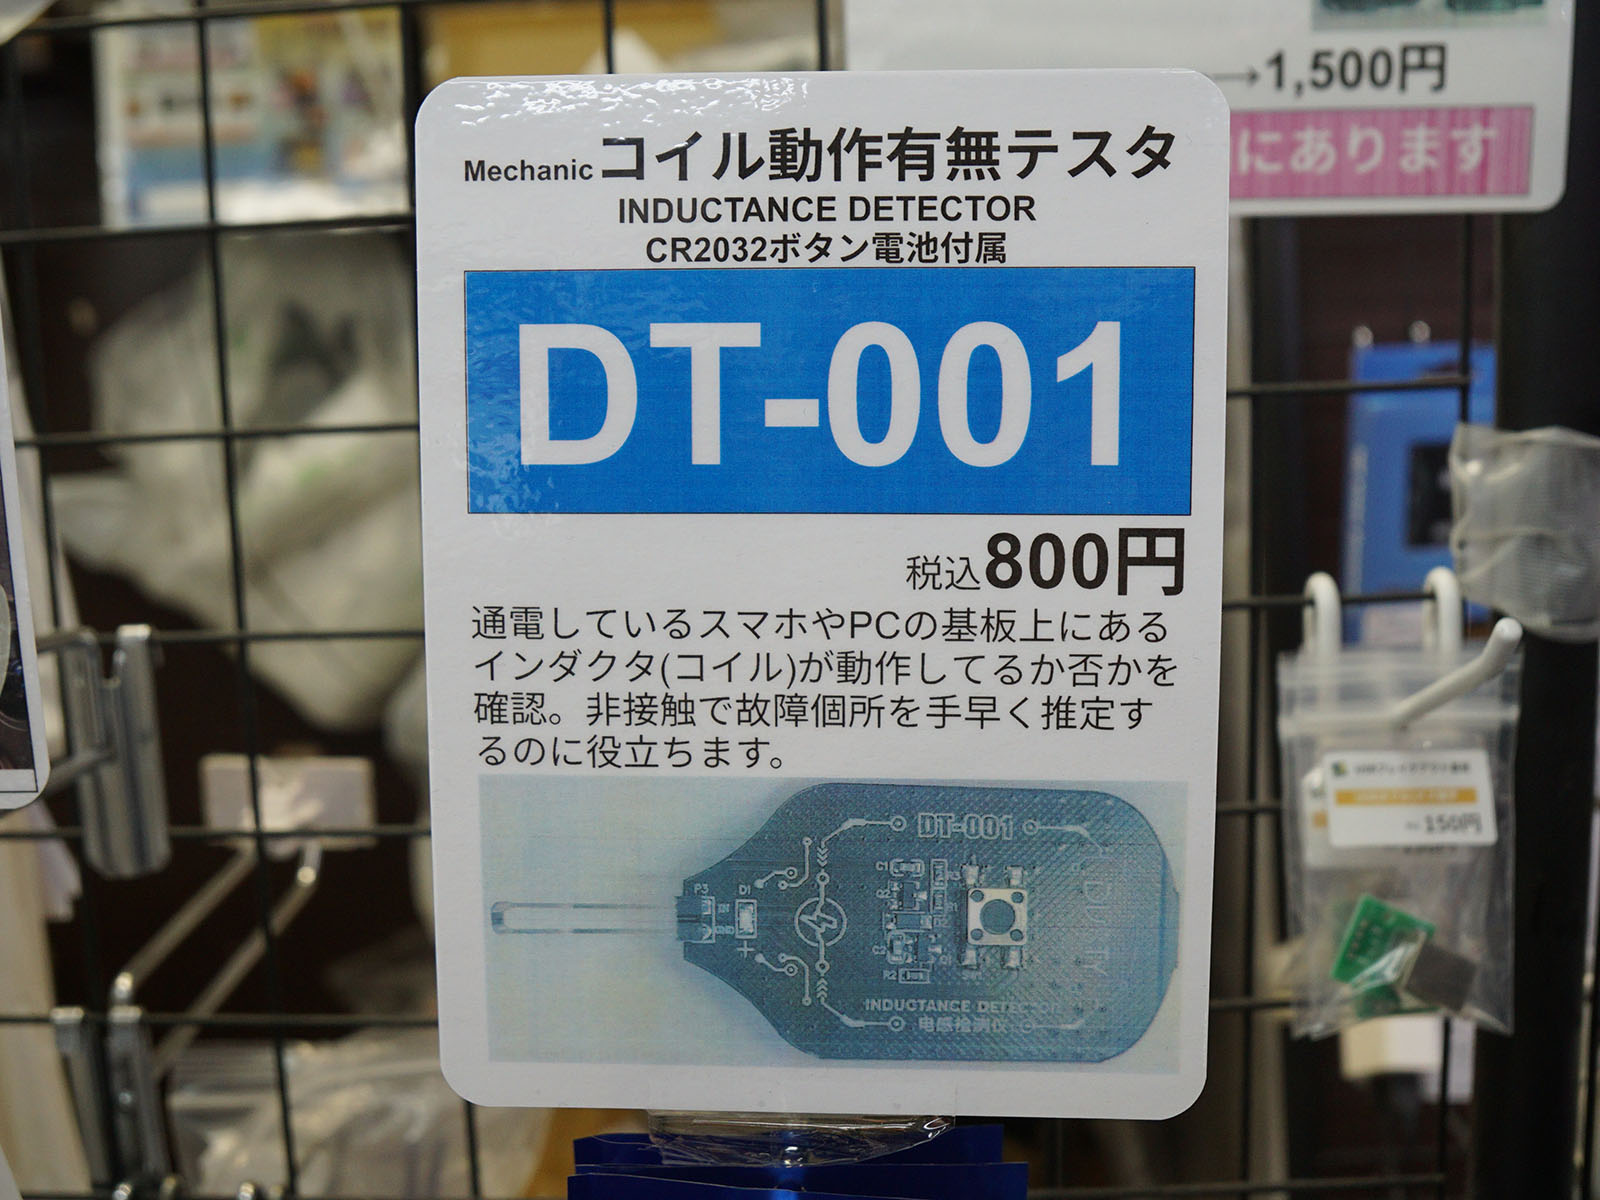 →1,500円
にあります
Mechanic コイル動作有無テスタ
INDUCTANCE DETECTOR
CR2032ボタン電池付属
DT-001
税込800円
通電しているスマホやPCの基板上にある
インダクタ(コイル)が動作してるか否かを
確認。非接触で故障個所を手早く推定す
るのに役立ちます。
DT-001
C1
P3
D1
R2
INDUCTANCE DETECTOR
电感检测仪
~150円